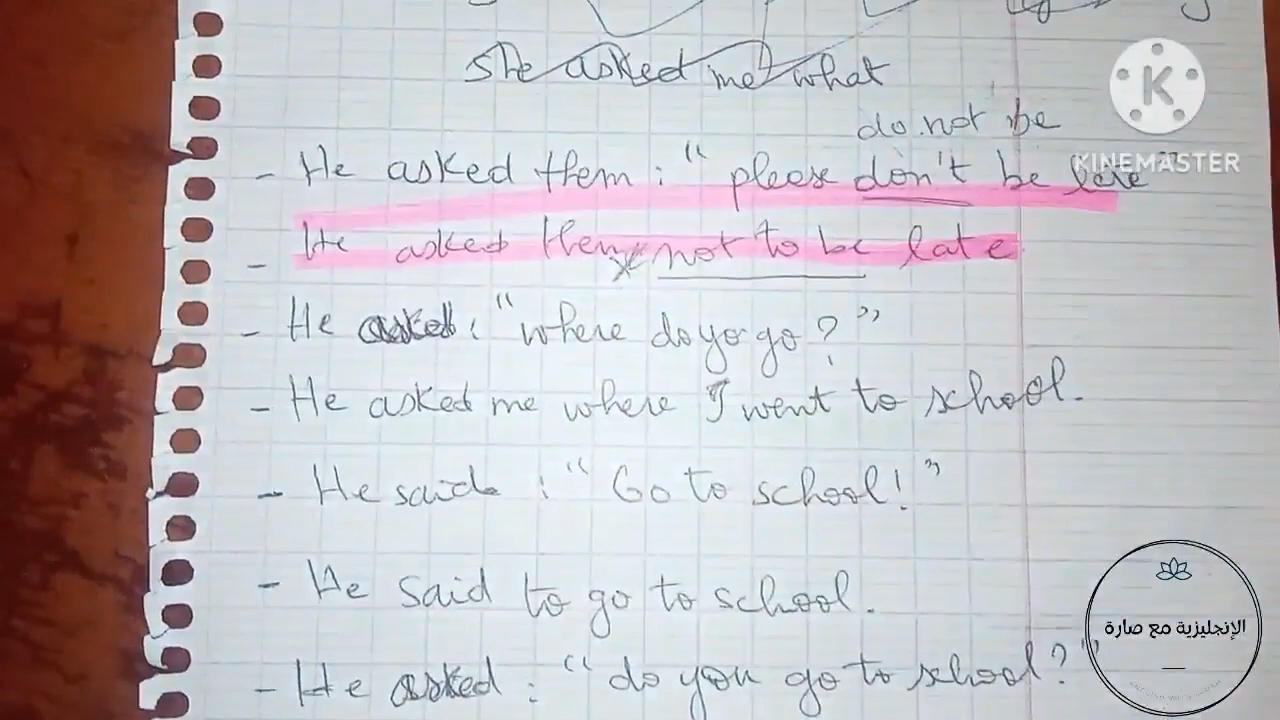 She asked me what
do not be
- He asked them : " please don't be late "
- He asked them not to be late
- He asked : " where do yo go ? "
- He asked me where I went to school .
- He said : " Go to school ! "
- He said to go to school .
- He asked : " do you go to school ? "
K
KINEMASTER
الإنجليزية مع صارة